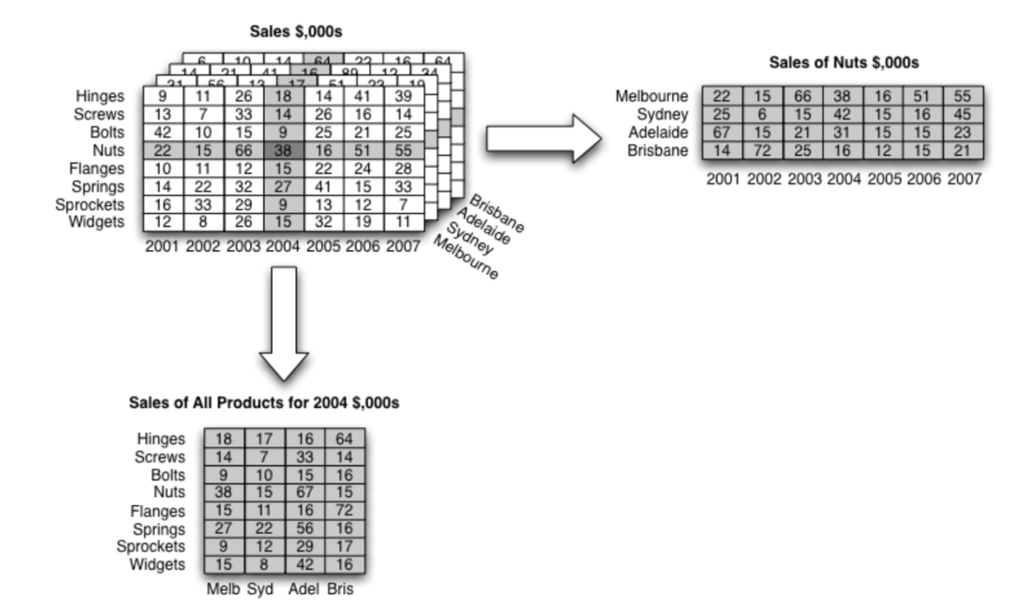 Sales $,000s
6 10 14 64 23 16 64
14 21 41 16 89 12 34
31 56 13 17 51 23 19
Hinges 9 11 26 18 14 41 39
Screws 13 7 33 14 26 16 14
Bolts 42 10 15 9 25 21 25
Nuts 22 15 66 38 16 51 55
Flanges 10 11 12 15 22 24 28
Springs 14 22 32 27 41 15 33
Sprockets 16 33 29 9 13 12 7
Widgets 12 8 26 15 32 19 11
2001 2002 2003 2004 2005 2006 2007
Brisbane
Adelaide
Sydney
Melbourne
Sales of Nuts $,000s
Melbourne 22 15 66 38 16 51 55
Sydney 25 6 15 42 15 16 45
Adelaide 67 15 21 31 15 15 23
Brisbane 14 72 25 16 12 15 21
2001 2002 2003 2004 2005 2006 2007
Sales of All Products for 2004 $,000s
Hinges 18 17 16 64
Screws 14 7 33 14
Bolts 9 10 15 16
Nuts 38 15 67 15
Flanges 15 11 16 72
Springs 27 22 56 16
Sprockets 9 12 29 17
Widgets 15 8 42 16
Melb Syd Adel Bris